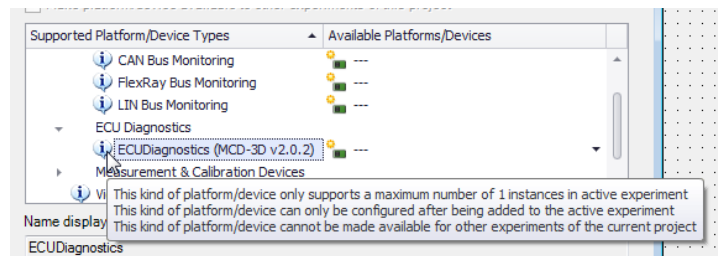 Supported Platform/Device Types
Available Platforms/Devices
CAN Bus Monitoring
---
FlexRay Bus Monitoring
---
LIN Bus Monitoring
---
ECU Diagnostics
ECUDiagnostics (MCD-3D v2.0.2)
---
Measurement & Calibration Devices
This kind of platform/device only supports a maximum number of 1 instances in active experiment
This kind of platform/device can only be configured after being added to the active experiment
Name display
This kind of platform/device cannot be made available for other experiments of the current project
ECUDiagnostics